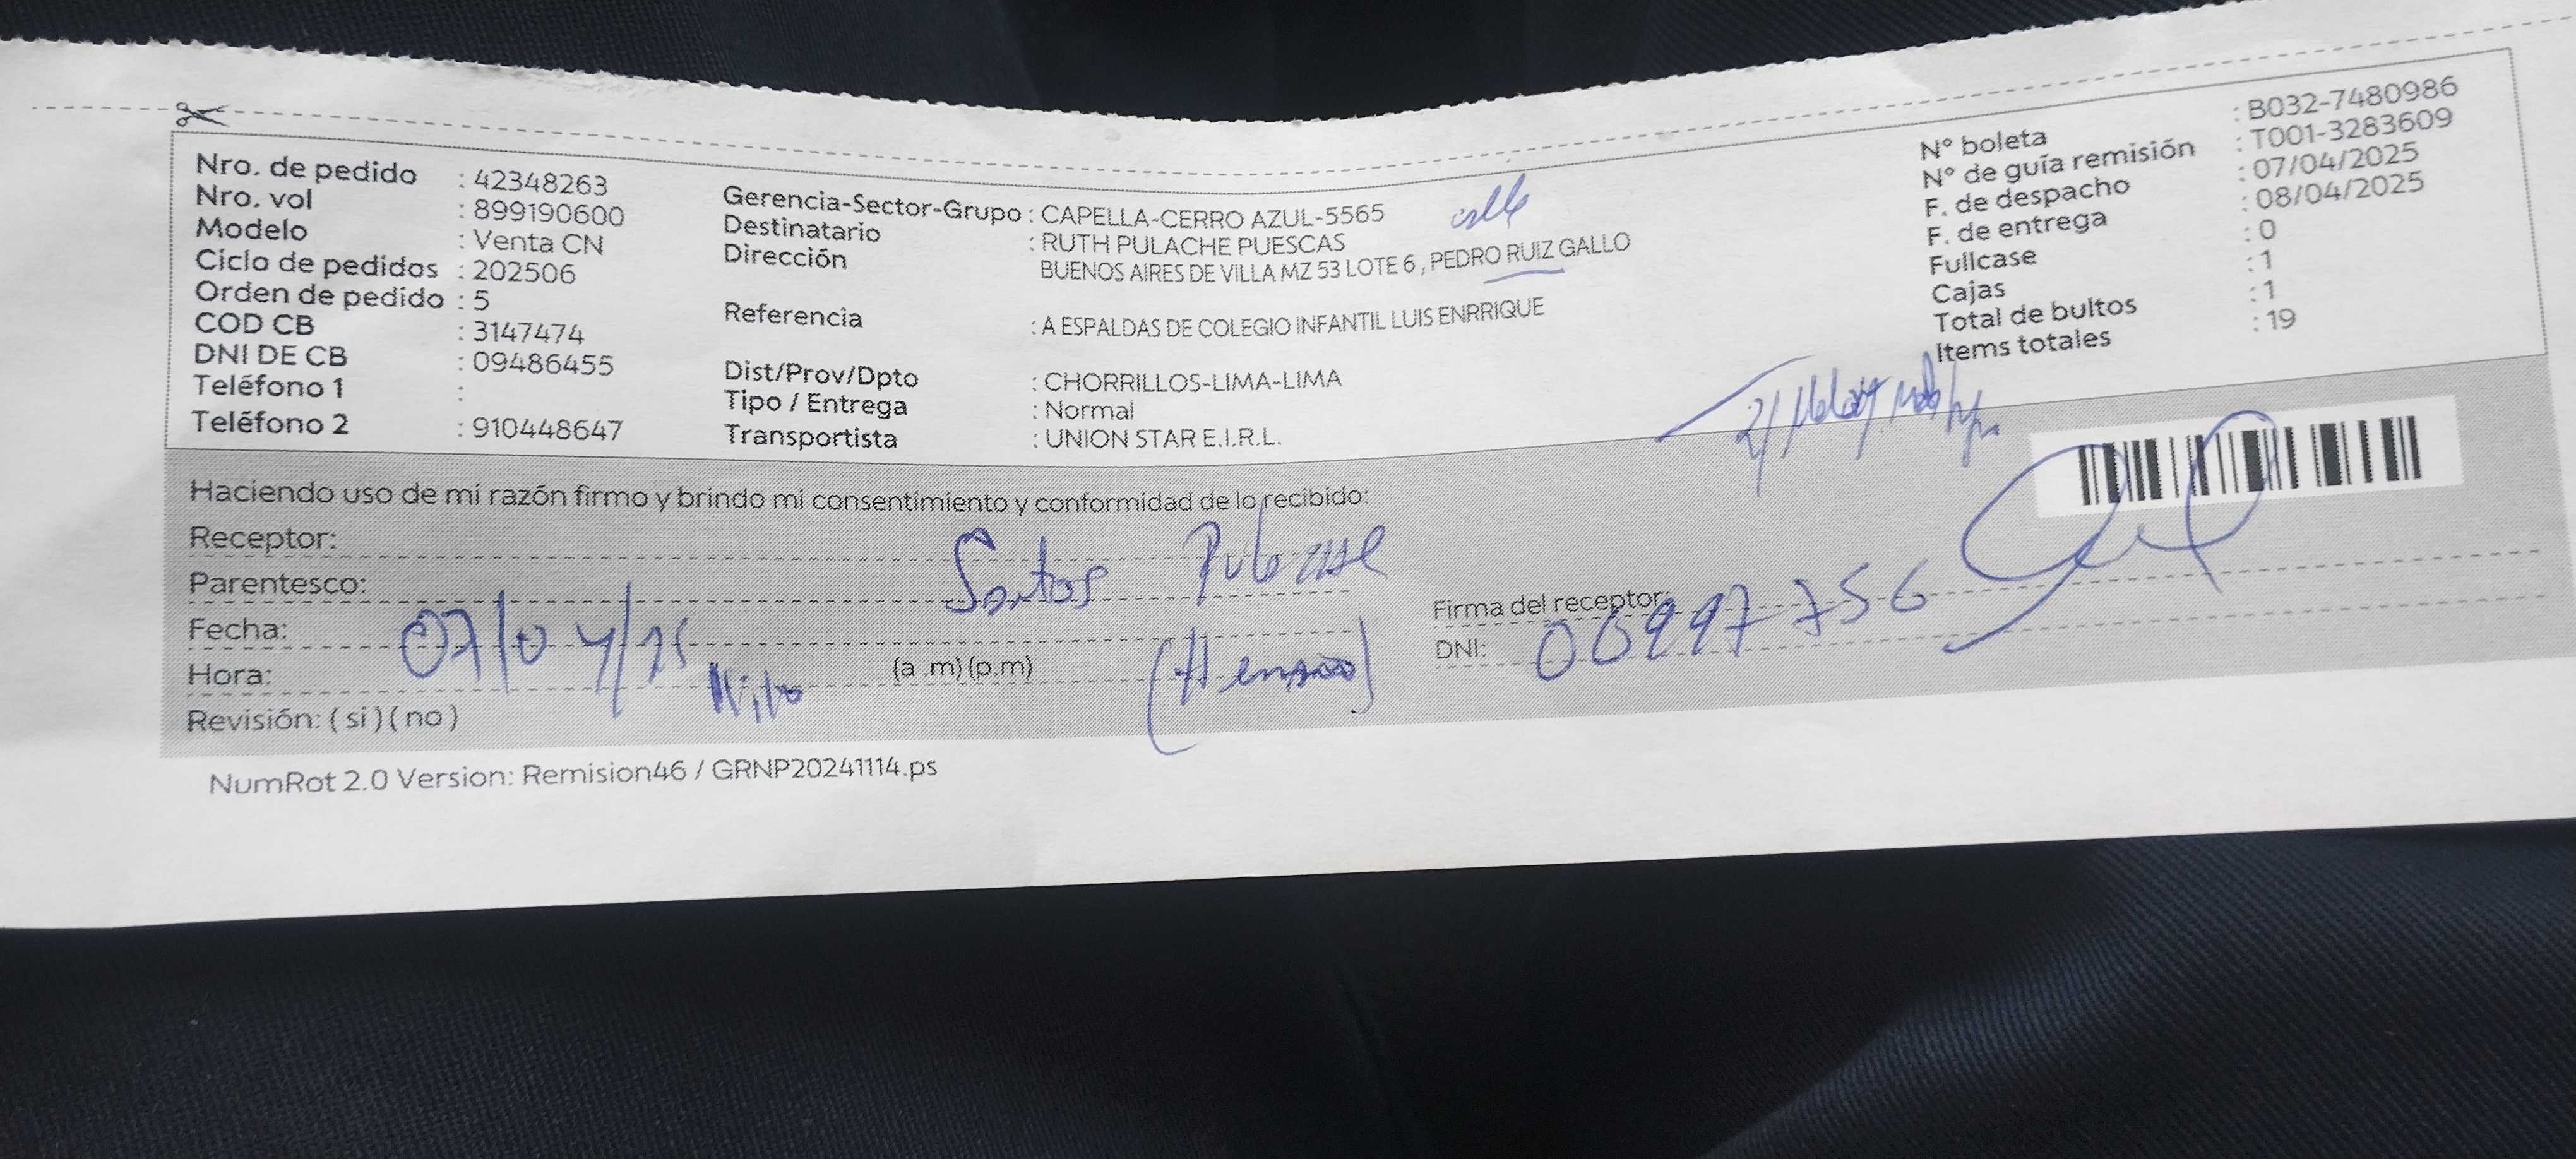 Nro. de pedido : 42348263
Nro. vol : 899190600
Modelo : Venta CN
Ciclo de pedidos : 202506
Orden de pedido : 5
COD CB : 3147474
DNI DE CB : 09486455
Teléfono 1 :
Teléfono 2 : 910448647
Gerencia-Sector-Grupo : CAPELLA-CERRO AZUL-5565
calle
Destinatario : RUTH PULACHE PUESCAS
Dirección BUENOS AIRES DE VILLA MZ 53 LOTE 6 , PEDRO RUIZ GALLO
Referencia : A ESPALDAS DE COLEGIO INFANTIL LUIS ENRRIQUE
Dist/Prov/Dpto : CHORRILLOS-LIMA-LIMA
Tipo / Entrega : Normal
Transportista : UNION STAR E.I.R.L.
N° boleta : B032-7480986
N° de guía remisión : T001-3283609
F. de despacho : 07/04/2025
F. de entrega : 08/04/2025
Fullcase : 0
Cajas : 1
Total de bultos : 1
Items totales : 19
Haciendo uso de mi razón firmo y brindo mi consentimiento y conformidad de lo recibido:
Receptor: Santos
Parentesco:
Fecha: 07/04/25
Hora: (a .m) (p.m)
(Hermano)
Revisión: ( si ) ( no )
Firma del receptor:
DNI: 06997756
NumRot 2.0 Version: Remision46 / GRNP20241114.ps